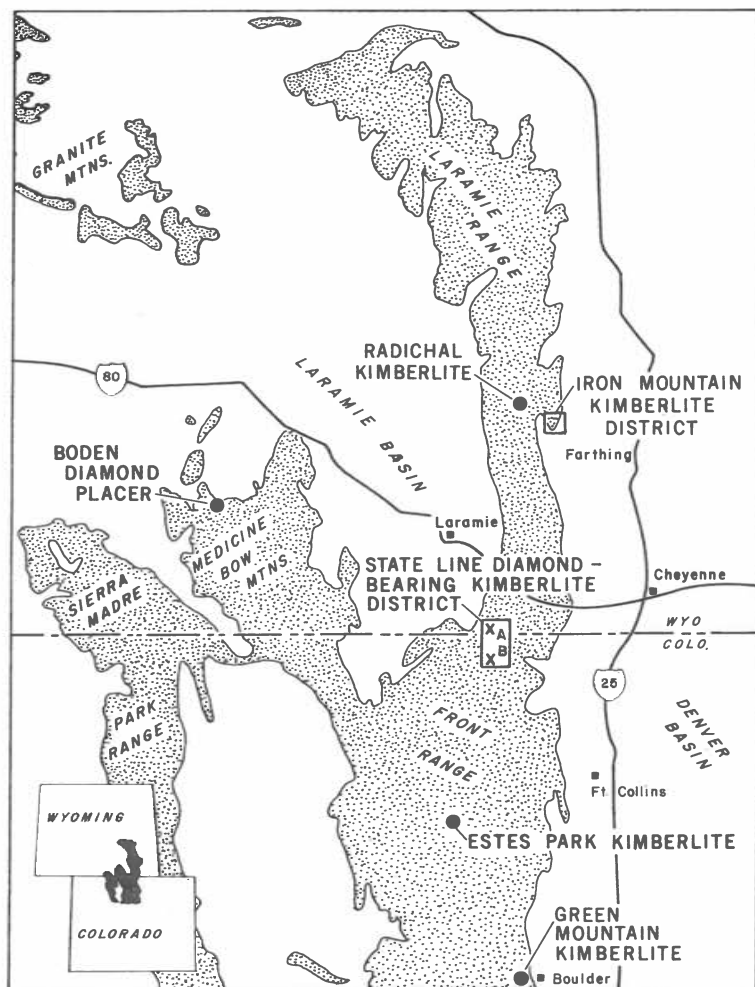 GRANITE
MTNS.
LARAMIE
RANGE
RADICHAL
KIMBERLITE
80
LARAMIE
BASIN
IRON MOUNTAIN
KIMBERLITE
DISTRICT
Farthing
BODEN
DIAMOND
PLACER
MEDICINE
BOW
MTNS
Laramie
STATE LINE DIAMOND –
BEARING KIMBERLITE
DISTRICT
Cheyenne
SIERRA
MADRE
X A
B
X
WYO
COLO.
25
PARK
RANGE
FRONT
RANGE
DENVER
BASIN
Ft. Collins
WYOMING
ESTES PARK KIMBERLITE
COLORADO
GREEN
MOUNTAIN
KIMBERLITE
Boulder